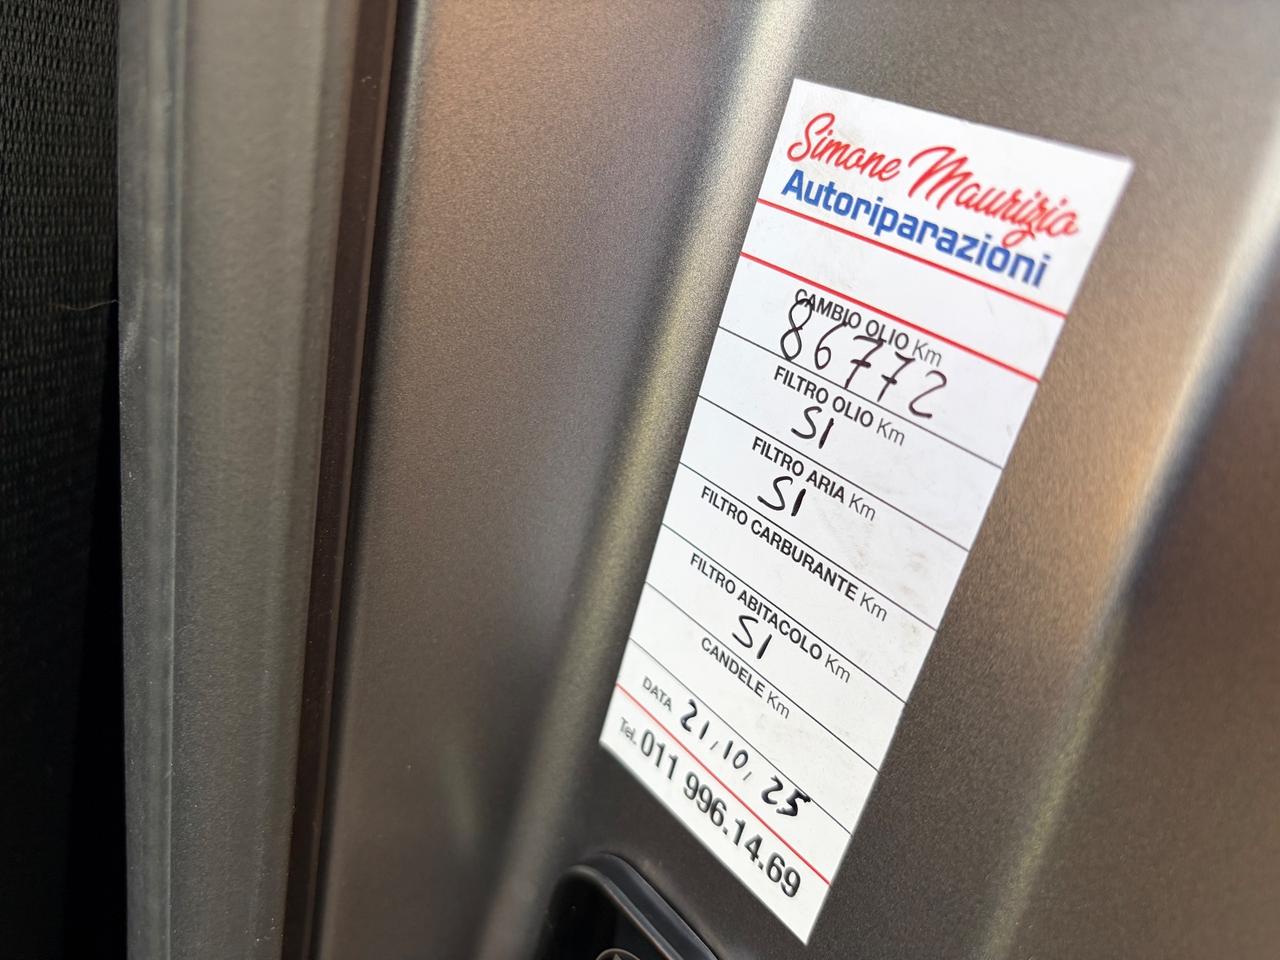 Simone Maurizio
Autoriparazioni
CAMBIO OLIO Km
86772
FILTRO OLIO Km
SI
FILTRO ARIA Km
SI
FILTRO CARBURANTE Km
FILTRO ABITACOLO Km
SI
CANDELE Km
DATA 21,10,25
Tel. 011 996.14.69